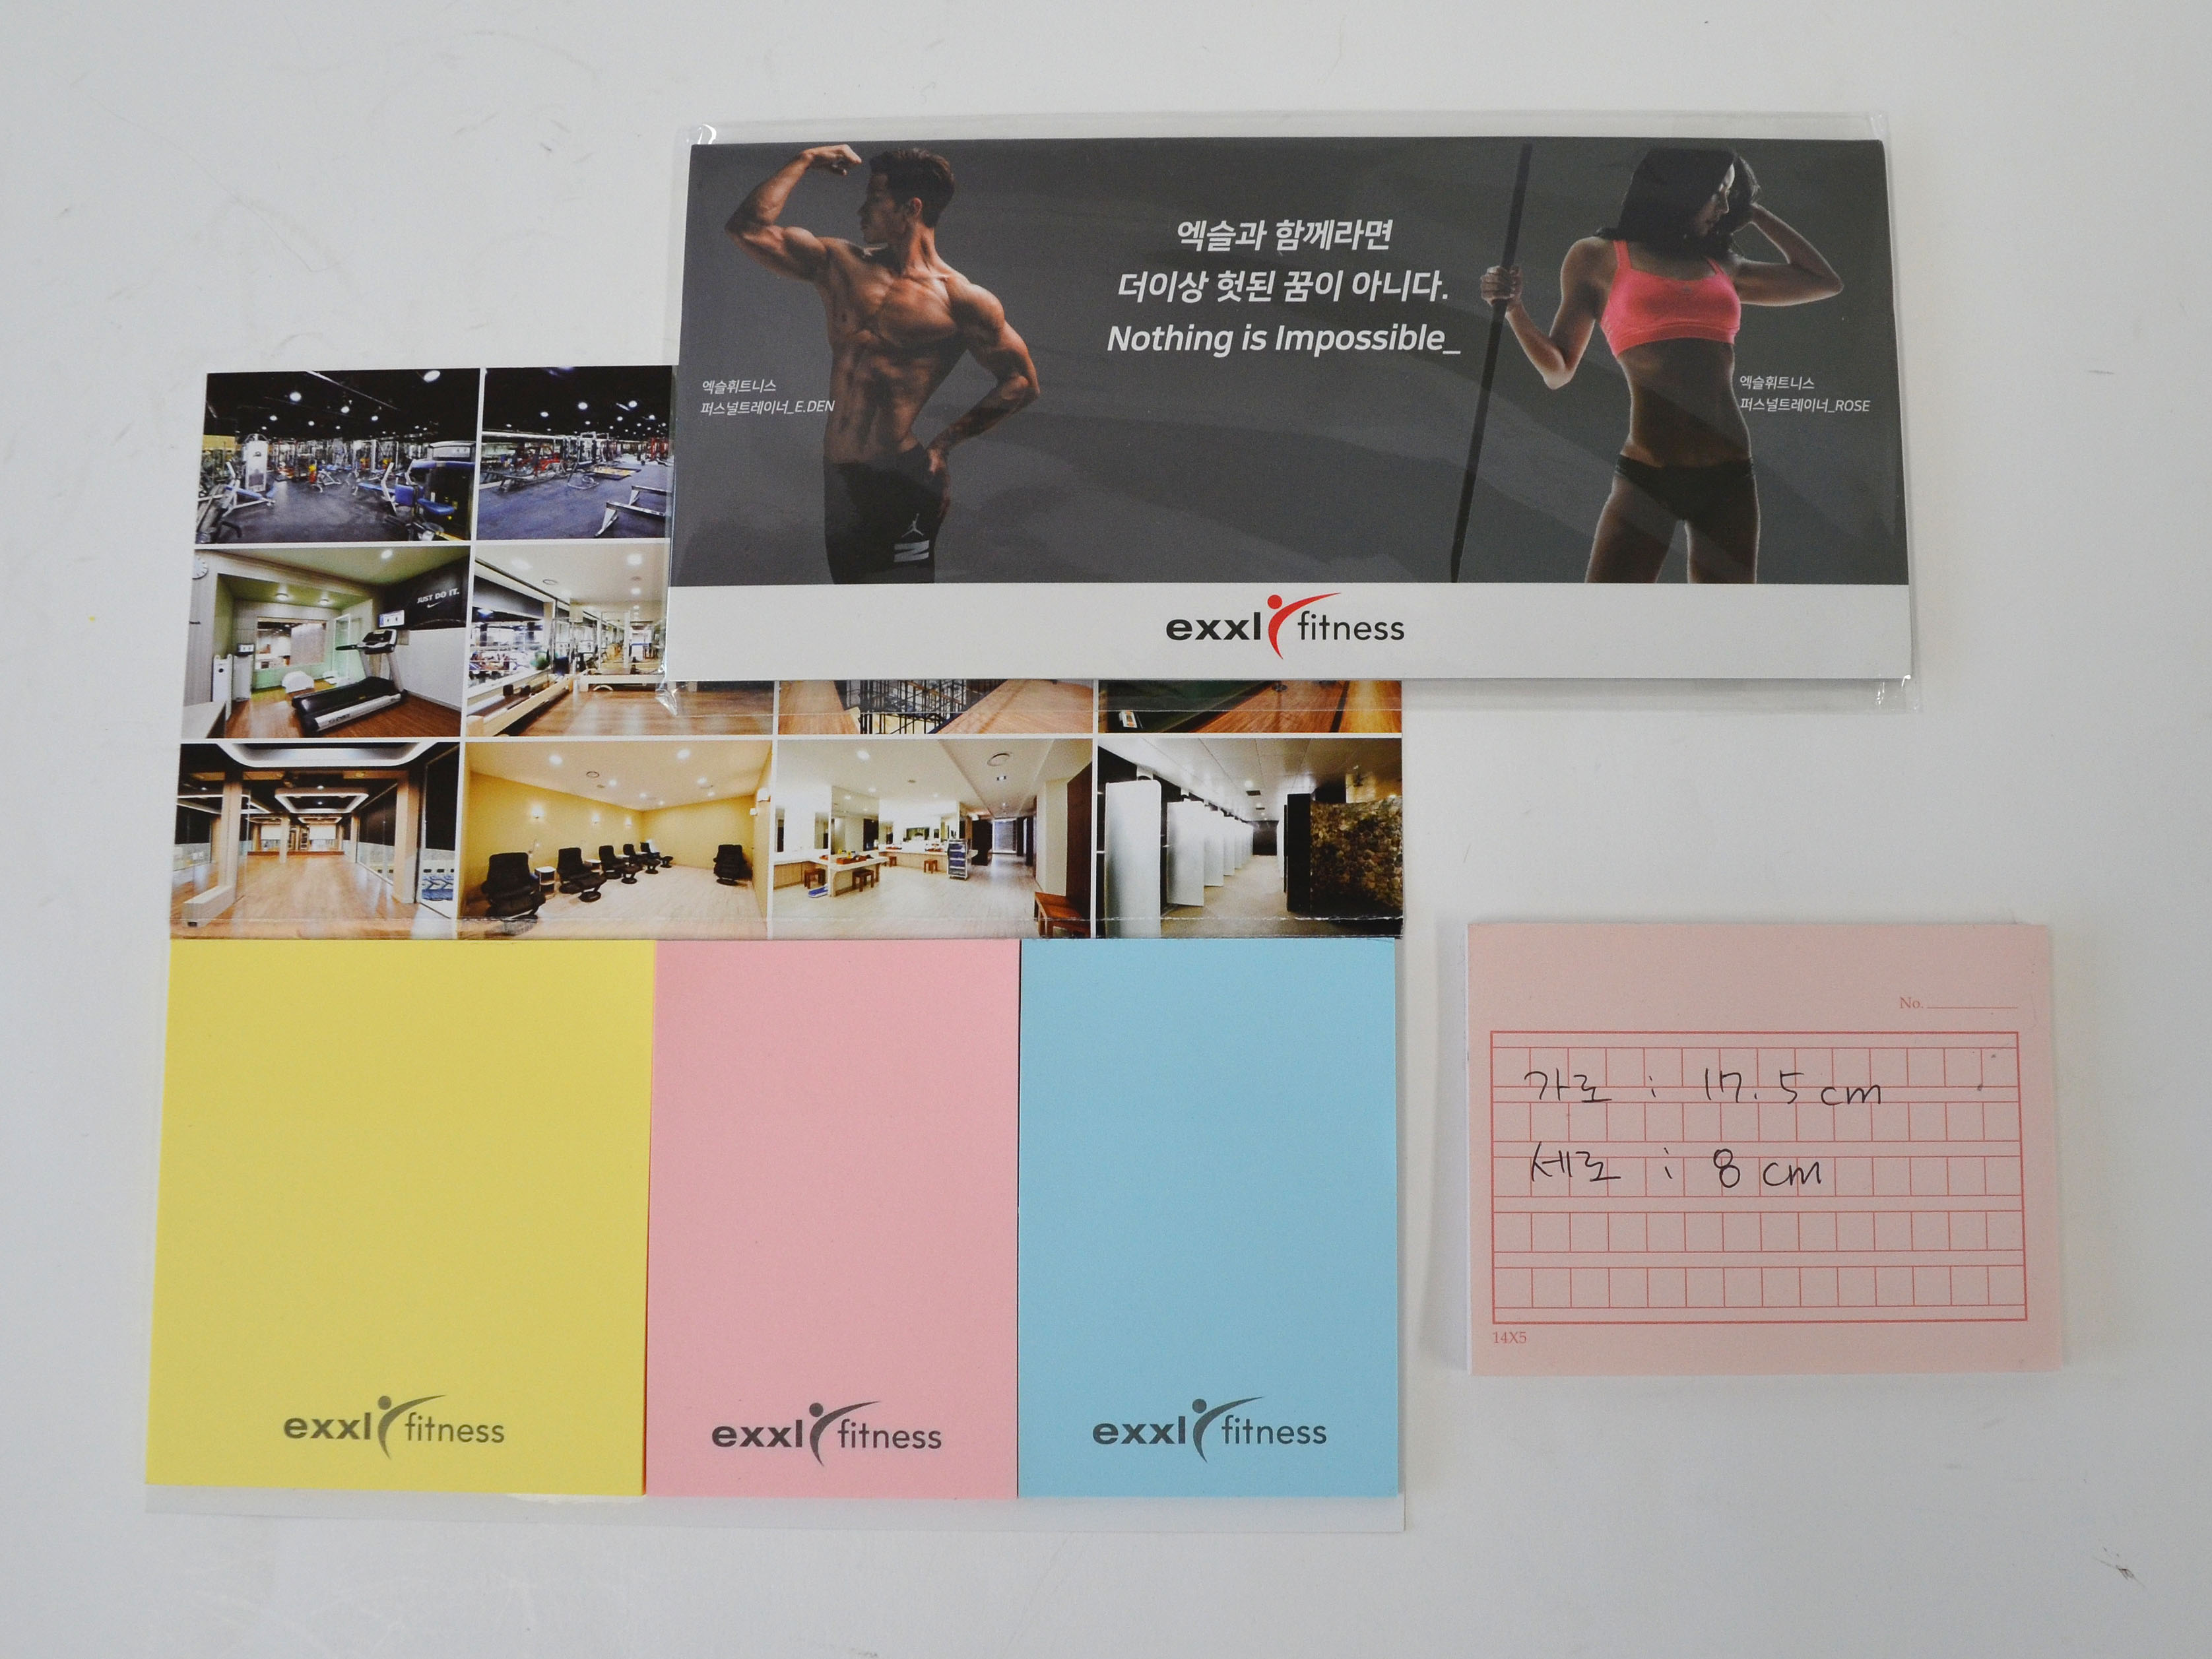 엑슬과 함께라면
더이상 헛된 꿈이 아니다.
Nothing is Impossible_
엑슬휘트니스
퍼스널트레이너_E.DEN
엑슬휘트니스
퍼스널트레이너_ROSE
exxl fitness
JUST DO IT.
exxl fitness
exxl fitness
exxl fitness
No.
가로 : 17.5 cm
세로 : 8 cm
14X5